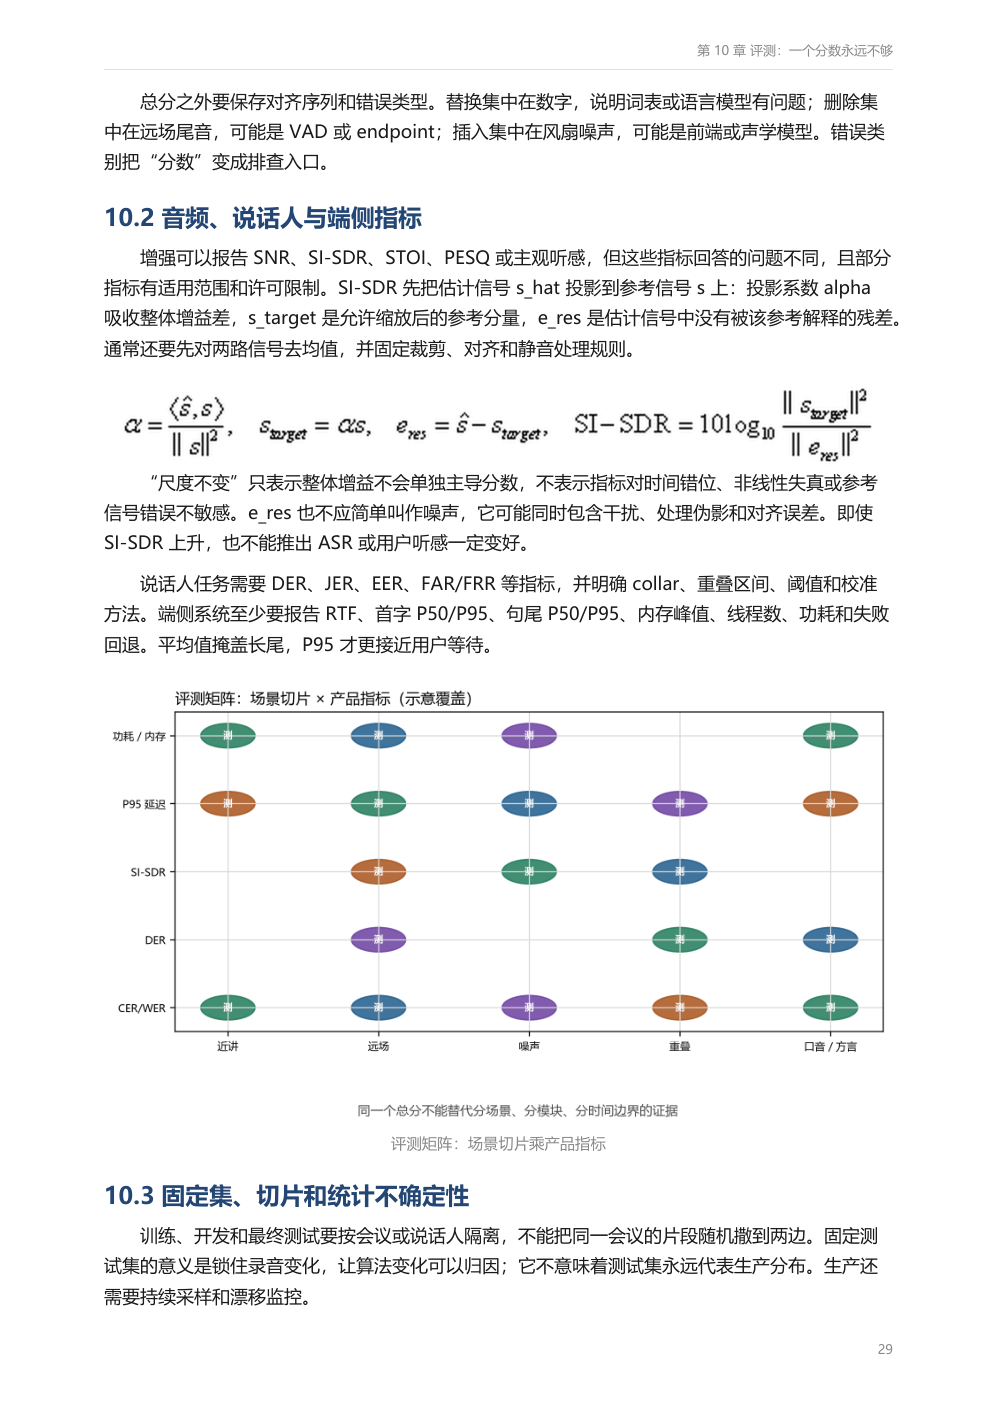 第 10 章 评测：一个分数永远不够
总分之外要保存对齐序列和错误类型。替换集中在数字，说明词表或语言模型有问题；删除集
中在远场尾音，可能是 VAD 或 endpoint；插入集中在风扇噪声，可能是前端或声学模型。错误类
别把“分数”变成排查入口。
10.2 音频、说话人与端侧指标
增强可以报告 SNR、SI-SDR、STOI、PESQ 或主观听感，但这些指标回答的问题不同，且部分
指标有适用范围和许可限制。SI-SDR 先把估计信号 s_hat 投影到参考信号 s 上：投影系数 alpha
吸收整体增益差，s_target 是允许缩放后的参考分量，e_res 是估计信号中没有被该参考解释的残差。
通常还要先对两路信号去均值，并固定裁剪、对齐和静音处理规则。
α = ⟨ŝ,s⟩ / ‖s‖², s_target = αs, e_res = ŝ − s_target, SI−SDR = 10log₁₀ ‖s_target‖² / ‖e_res‖²
“尺度不变”只表示整体增益不会单独主导分数，不表示指标对时间错位、非线性失真或参考
信号错误不敏感。e_res 也不应简单叫作噪声，它可能同时包含干扰、处理伪影和对齐误差。即使
SI-SDR 上升，也不能推出 ASR 或用户听感一定变好。
说话人任务需要 DER、JER、EER、FAR/FRR 等指标，并明确 collar、重叠区间、阈值和校准
方法。端侧系统至少要报告 RTF、首字 P50/P95、句尾 P50/P95、内存峰值、线程数、功耗和失败
回退。平均值掩盖长尾，P95 才更接近用户等待。
评测矩阵：场景切片 × 产品指标（示意覆盖）
功耗 / 内存 测 测 测 测
P95 延迟 测 测 测 测 测
SI-SDR 测 测 测
DER 测 测 测
CER/WER 测 测 测 测 测
近讲 远场 噪声 重叠 口音 / 方言
同一个总分不能替代分场景、分模块、分时间边界的证据
评测矩阵：场景切片乘产品指标
10.3 固定集、切片和统计不确定性
训练、开发和最终测试要按会议或说话人隔离，不能把同一会议的片段随机撒到两边。固定测
试集的意义是锁住录音变化，让算法变化可以归因；它不意味着测试集永远代表生产分布。生产还
需要持续采样和漂移监控。
29